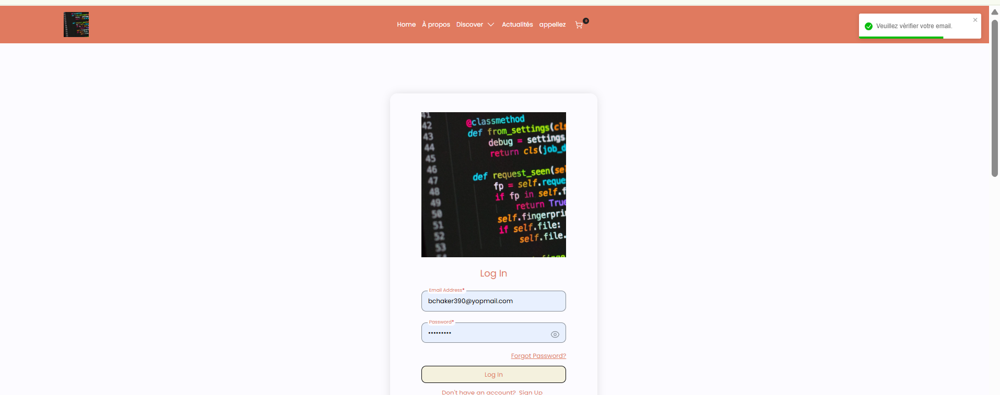 Home À propos Discover Actualités appellez 0
Veuillez vérifier votre email.
41
42 @classmethod
43 def from_settings(cls
44 debug = settings
45 return cls(job_d
46
47 def request_seen(sel
48 fp = self.reque
49 if fp in self.f
50 return True
51 self.fingerpri
52 if self.file:
53 self.file.
Log In
Email Address*
bchaker390@yopmail.com
Password*
•••••••••
Forgot Password?
Log In
Don't have an account? Sign Up